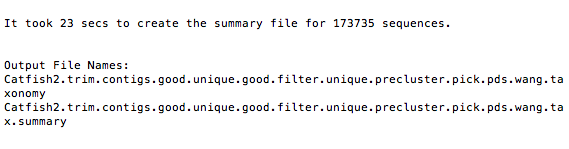 It took 23 secs to create the summary file for 173735 sequences.
Output File Names:
Catfish2.trim.contigs.good.unique.good.filter.unique.precluster.pick.pds.wang.ta
xonomy
Catfish2.trim.contigs.good.unique.good.filter.unique.precluster.pick.pds.wang.ta
x.summary